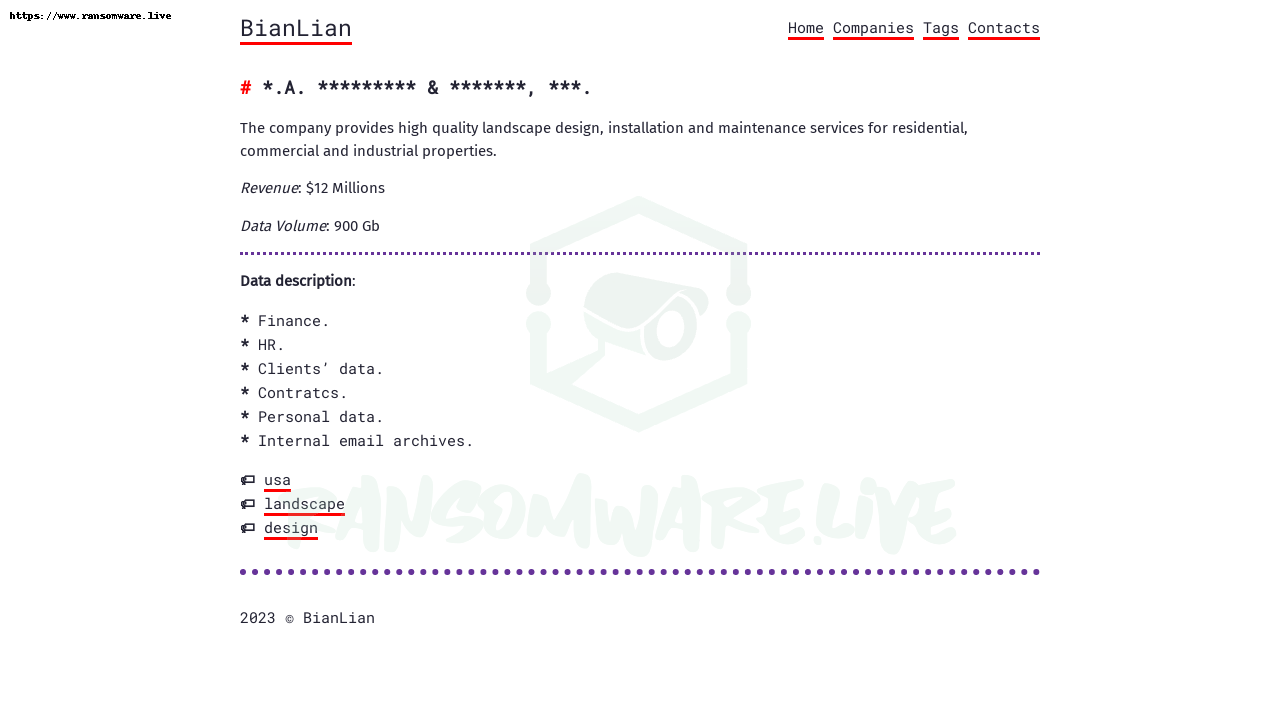 https://www.ransomware.live
BianLian
Home Companies Tags Contacts
# *.A. ********* & *******, ***.
The company provides high quality landscape design, installation and maintenance services for residential,
commercial and industrial properties.
Revenue: $12 Millions
Data Volume: 900 Gb
Data description:
* Finance.
* HR.
* Clients’ data.
* Contratcs.
* Personal data.
* Internal email archives.
usa
landscape
design
RANSOMWARE.LIVE
2023 © BianLian